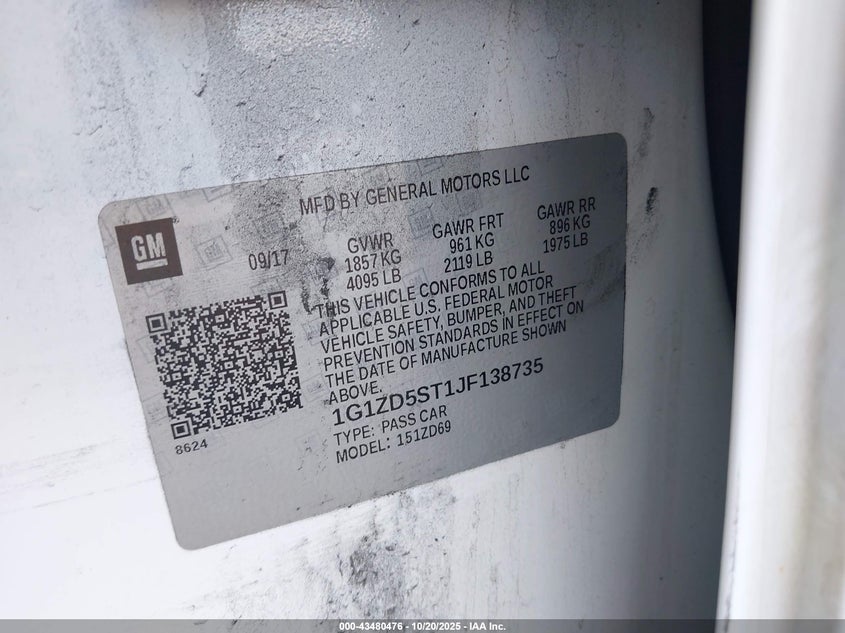 MFD BY GENERAL MOTORS LLC
GM
09/17
GVWR
1857 KG
4095 LB
GAWR FRT
961 KG
2119 LB
GAWR RR
896 KG
1975 LB
THIS VEHICLE CONFORMS TO ALL
APPLICABLE U.S. FEDERAL MOTOR
VEHICLE SAFETY, BUMPER, AND THEFT
PREVENTION STANDARDS IN EFFECT ON
THE DATE OF MANUFACTURE SHOWN
ABOVE.
1G1ZD5ST1JF138735
TYPE: PASS CAR
MODEL: 151ZD69
8624
000-43480476 - 10/20/2025 - IAA Inc.